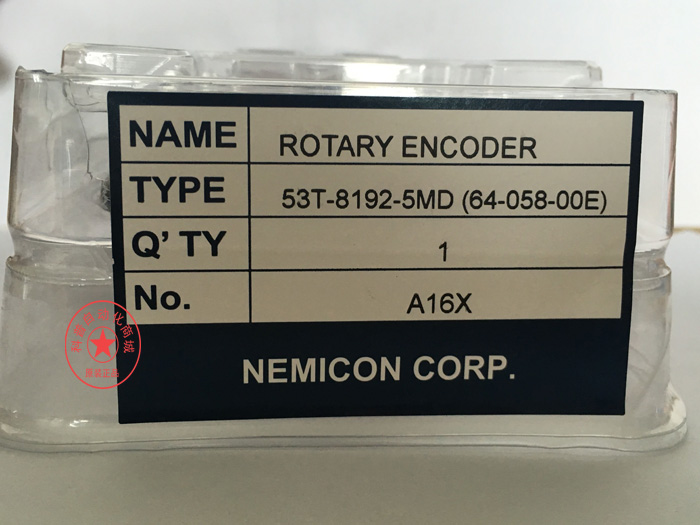 NAME ROTARY ENCODER
TYPE 53T-8192-5MD (64-058-00E)
Q' TY 1
No. A16X
NEMICON CORP.